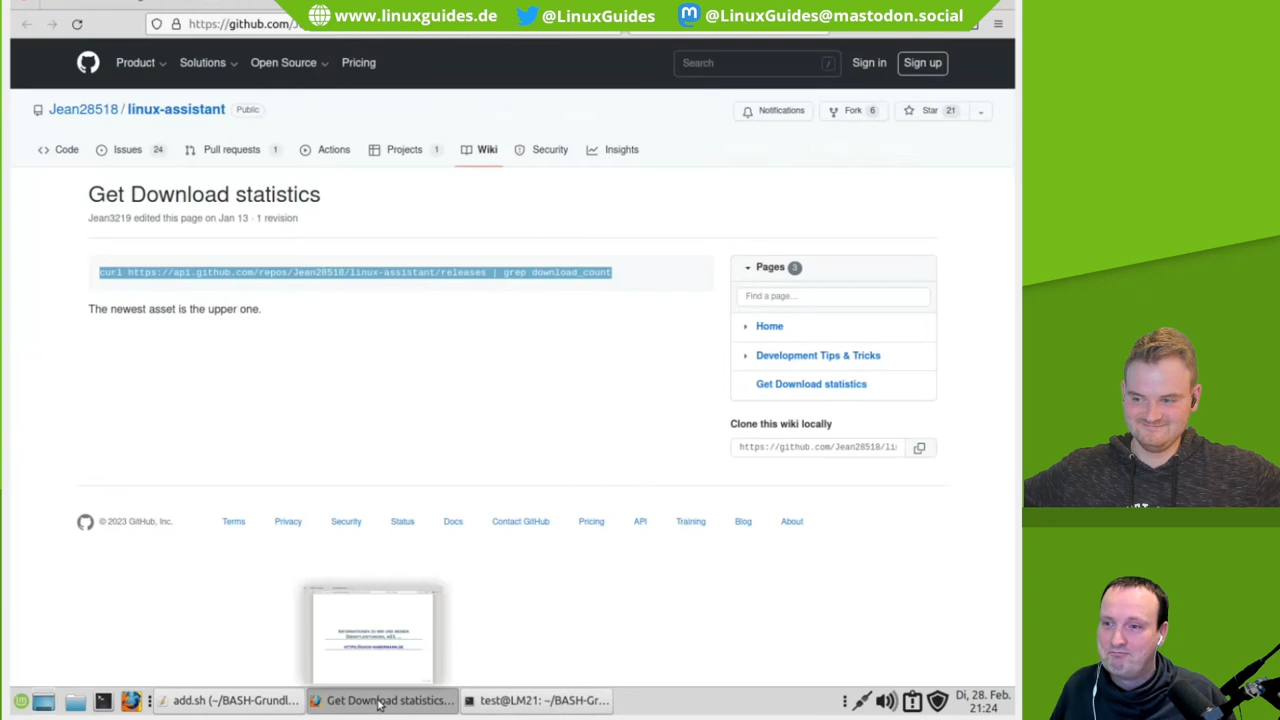 www.linuxguides.de @LinuxGuides @LinuxGuides@mastodon.social
https://github.com/J
Product Solutions Open Source Pricing Search / Sign in Sign up
Jean28518 / linux-assistant Public Notifications Fork 6 Star 21
Code Issues 24 Pull requests 1 Actions Projects 1 Wiki Security Insights
Get Download statistics
Jean3219 edited this page on Jan 13 · 1 revision
curl https://api.github.com/repos/Jean28518/linux-assistant/releases | grep download_count
The newest asset is the upper one.
Pages 3
Find a page...
Home
Development Tips & Tricks
Get Download statistics
Clone this wiki locally
https://github.com/Jean28518/li
© 2023 GitHub, Inc. Terms Privacy Security Status Docs Contact GitHub Pricing API Training Blog About
add.sh (~/BASH-Grundl... Get Download statistics... test@LM21: ~/BASH-Gr... Di, 28. Feb.
21:24